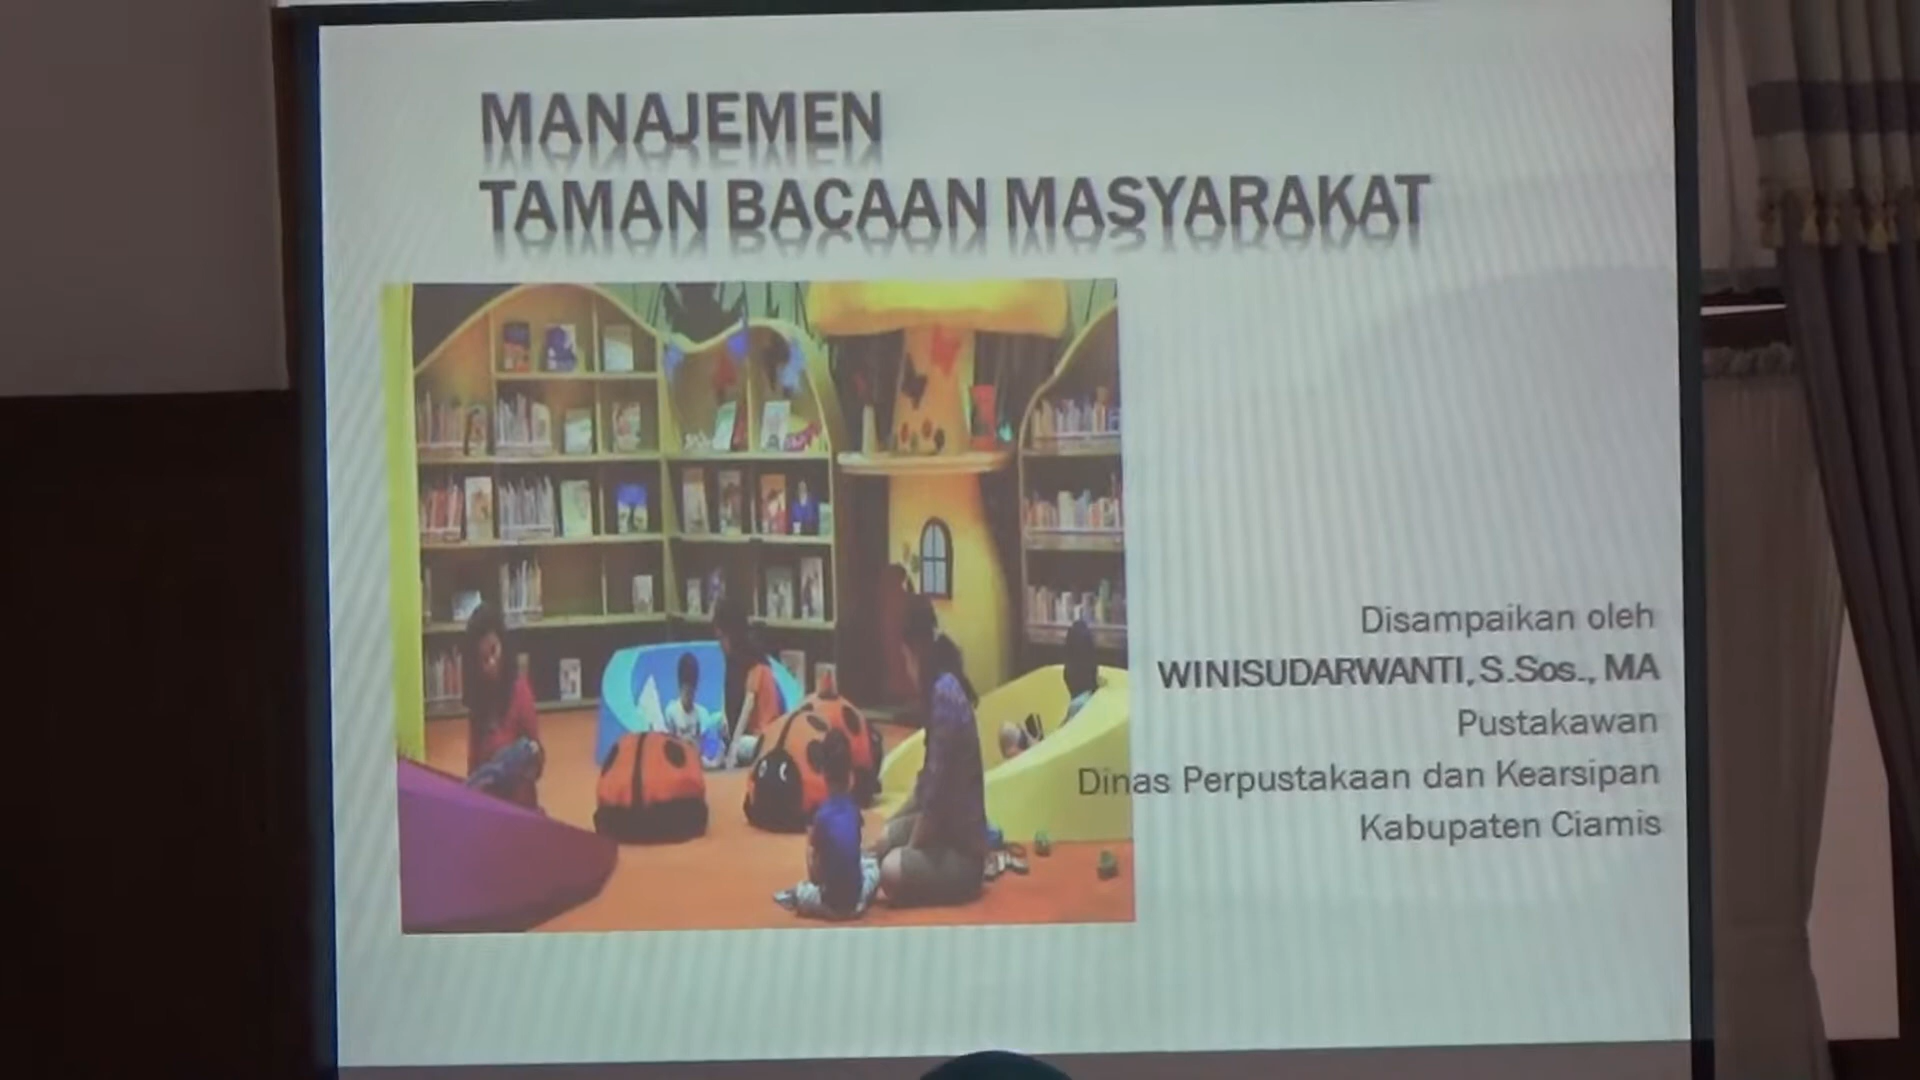 MANAJEMEN
TAMAN BACAAN MASYARAKAT
Disampaikan oleh
WINISUDARWANTI, S.Sos., MA
Pustakawan
Dinas Perpustakaan dan Kearsipan
Kabupaten Ciamis